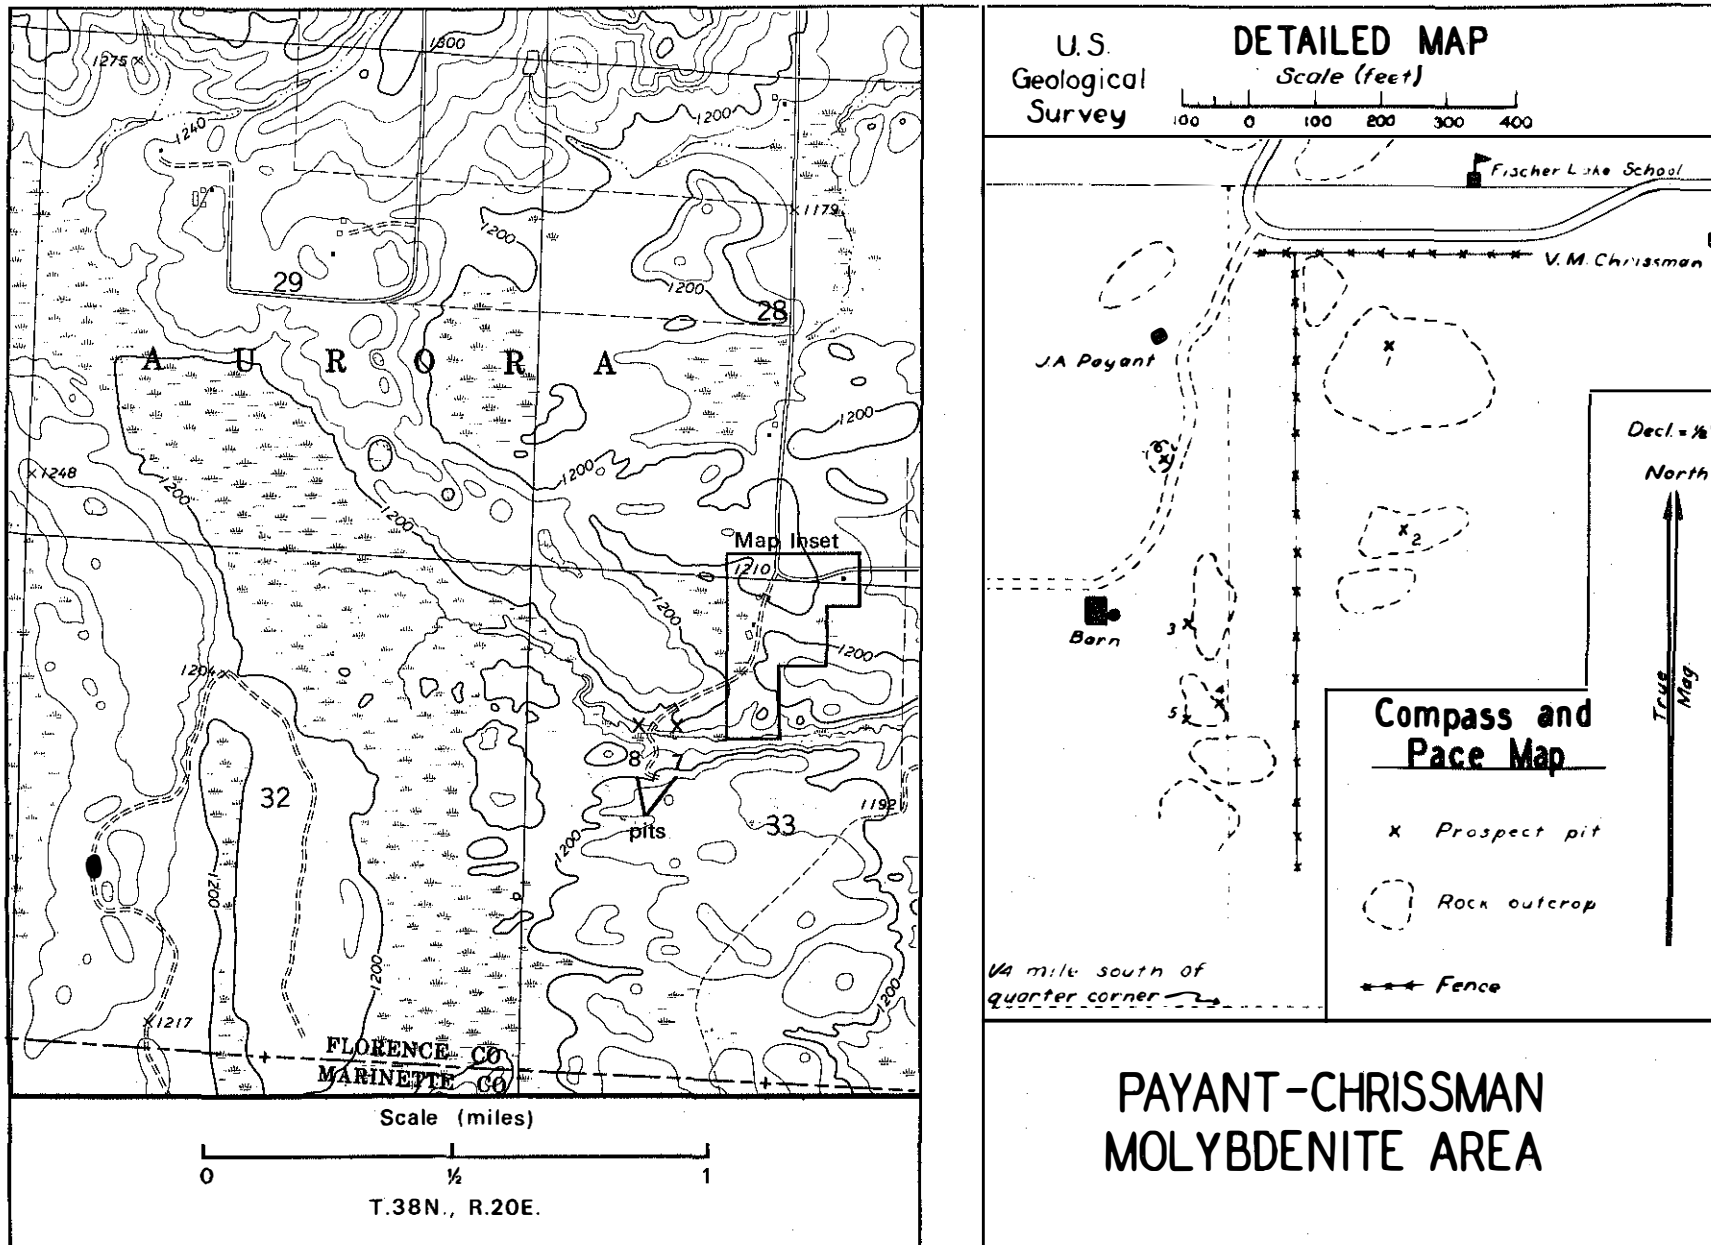 1300
1275
1240
1200
1179
1200
29
1200
28
A U R O R A
1200
1248
1200
1200
1200
Map Inset
1210
1200
1200
1204
8 7
32
1192
33
pits
1200
1200
1200
1200
1217
FLORENCE CO
MARINETTE CO
Scale (miles)
0 ½ 1
T.38N., R.20E.
U.S.
Geological
Survey
DETAILED MAP
Scale (feet)
100 0 100 200 300 400
Fischer Lake School
V. M. Chrissman
J.A Payant
1
6
2
Barn
3
4
5
Decl. = ½°
North
True
Mag.
Compass and
Pace Map
x Prospect pit
Rock outcrop
Fence
1/4 mile south of
quarter corner
PAYANT-CHRISSMAN
MOLYBDENITE AREA